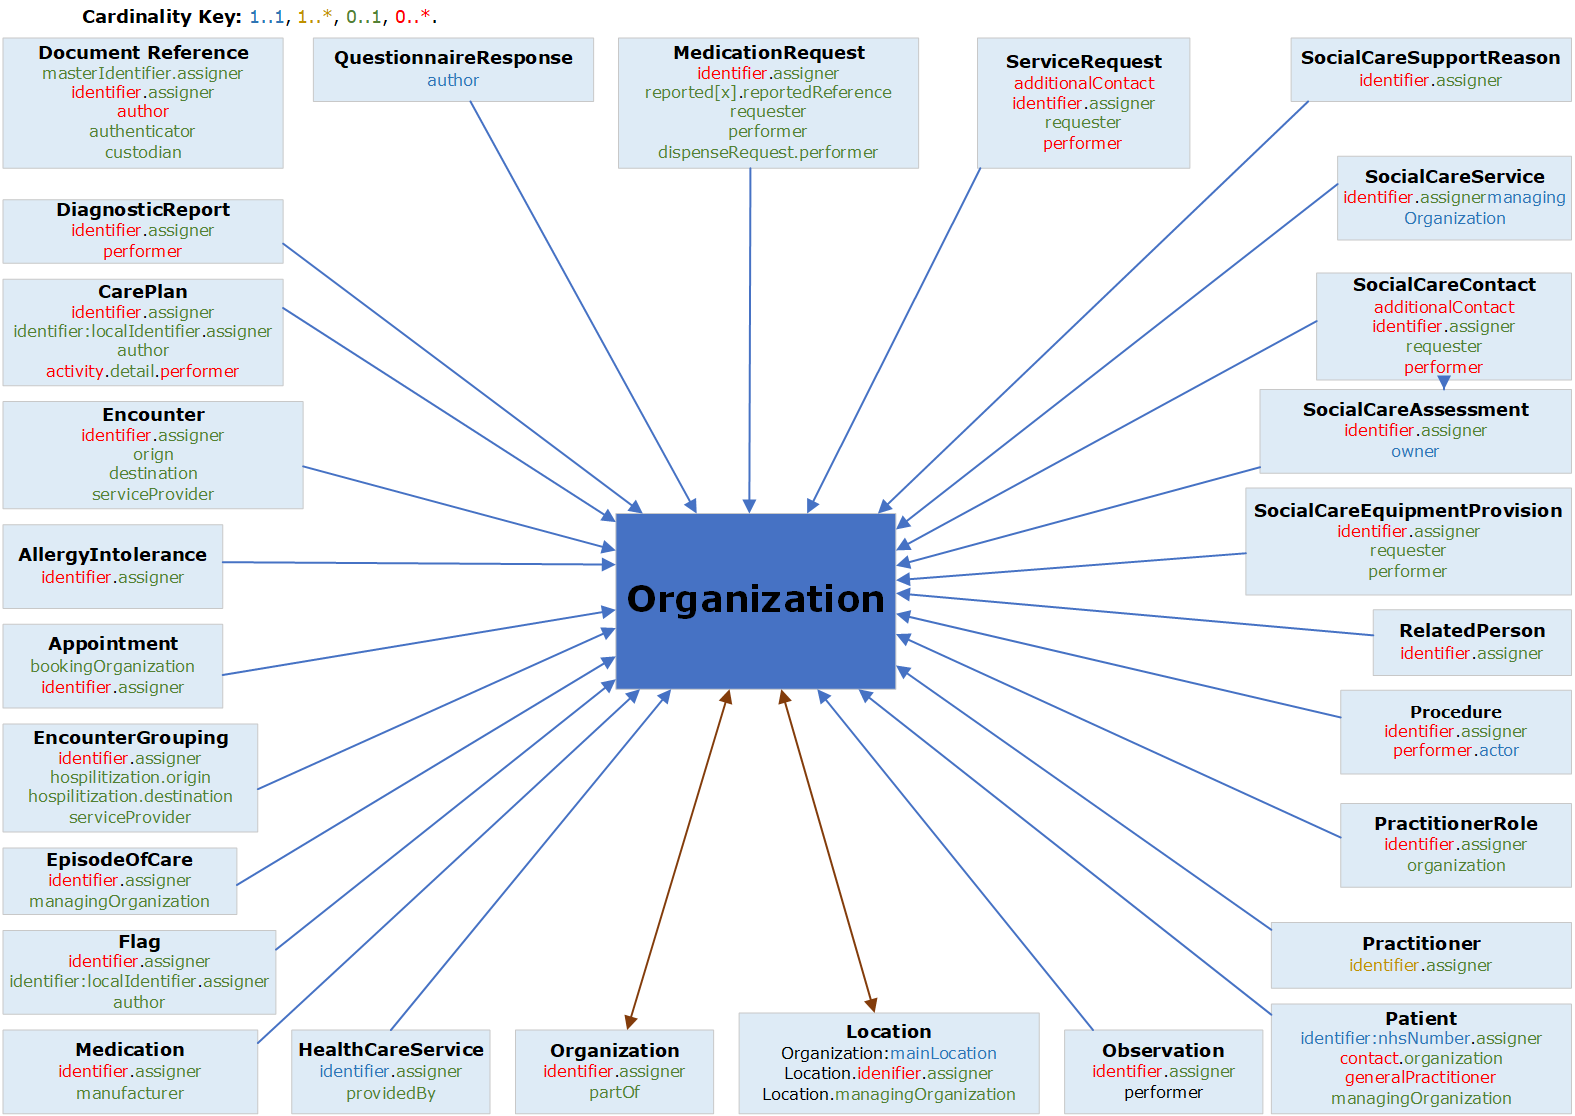 Cardinality Key: 1..1, 1..*, 0..1, 0..*.
Document Reference
masterIdentifier.assigner
identifier.assigner
author
authenticator
custodian
QuestionnaireResponse
author
MedicationRequest
identifier.assigner
reported[x].reportedReference
requester
performer
dispenseRequest.performer
ServiceRequest
additionalContact
identifier.assigner
requester
performer
SocialCareSupportReason
identifier.assigner
SocialCareService
identifier.assignermanaging
Organization
DiagnosticReport
identifier.assigner
performer
CarePlan
identifier.assigner
identifier:localIdentifier.assigner
author
activity.detail.performer
SocialCareContact
additionalContact
identifier.assigner
requester
performer
Encounter
identifier.assigner
orign
destination
serviceProvider
SocialCareAssessment
identifier.assigner
owner
SocialCareEquipmentProvision
identifier.assigner
requester
performer
AllergyIntolerance
identifier.assigner
Organization
Appointment
bookingOrganization
identifier.assigner
RelatedPerson
identifier.assigner
Procedure
identifier.assigner
performer.actor
EncounterGrouping
identifier.assigner
hospilitization.origin
hospilitization.destination
serviceProvider
PractitionerRole
identifier.assigner
organization
EpisodeOfCare
identifier.assigner
managingOrganization
Flag
identifier.assigner
identifier:localIdentifier.assigner
author
Practitioner
identifier.assigner
Medication
identifier.assigner
manufacturer
HealthCareService
identifier.assigner
providedBy
Organization
identifier.assigner
partOf
Location
Organization:mainLocation
Location.idenifier.assigner
Location.managingOrganization
Observation
identifier.assigner
performer
Patient
identifier:nhsNumber.assigner
contact.organization
generalPractitioner
managingOrganization